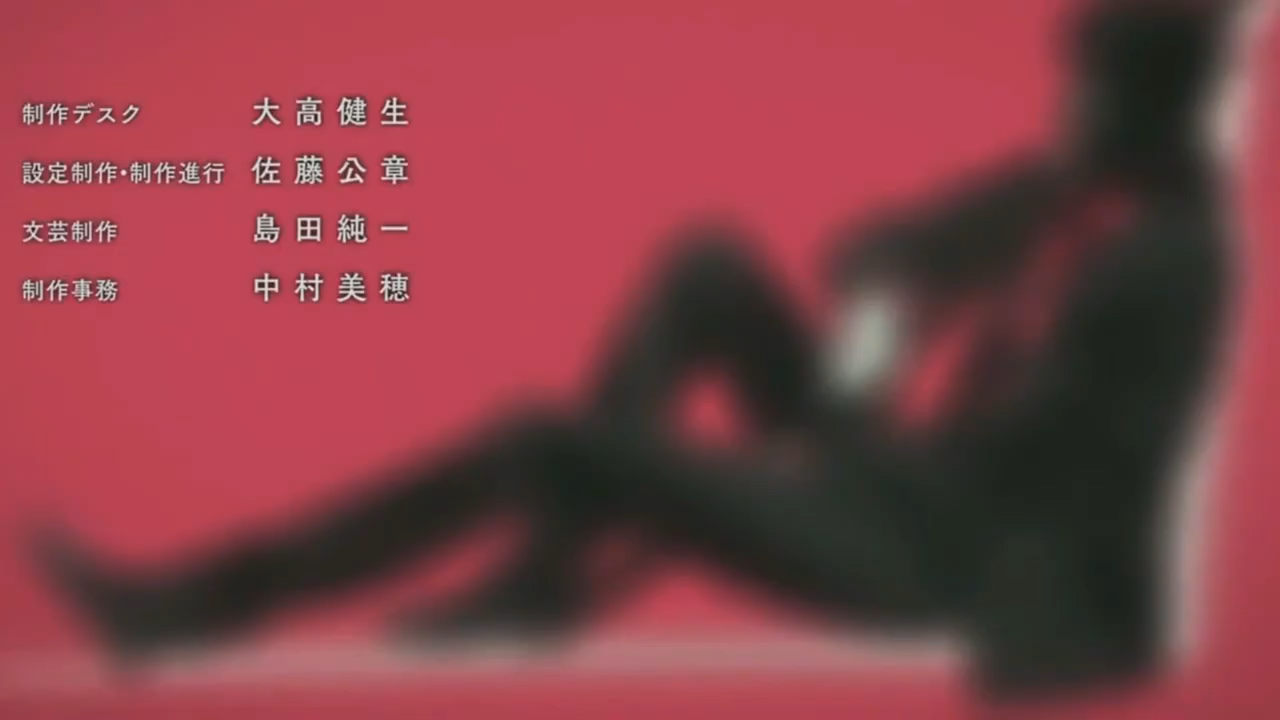 制作デスク 大高健生
設定制作・制作進行 佐藤公章
文芸制作 島田純一
制作事務 中村美穂